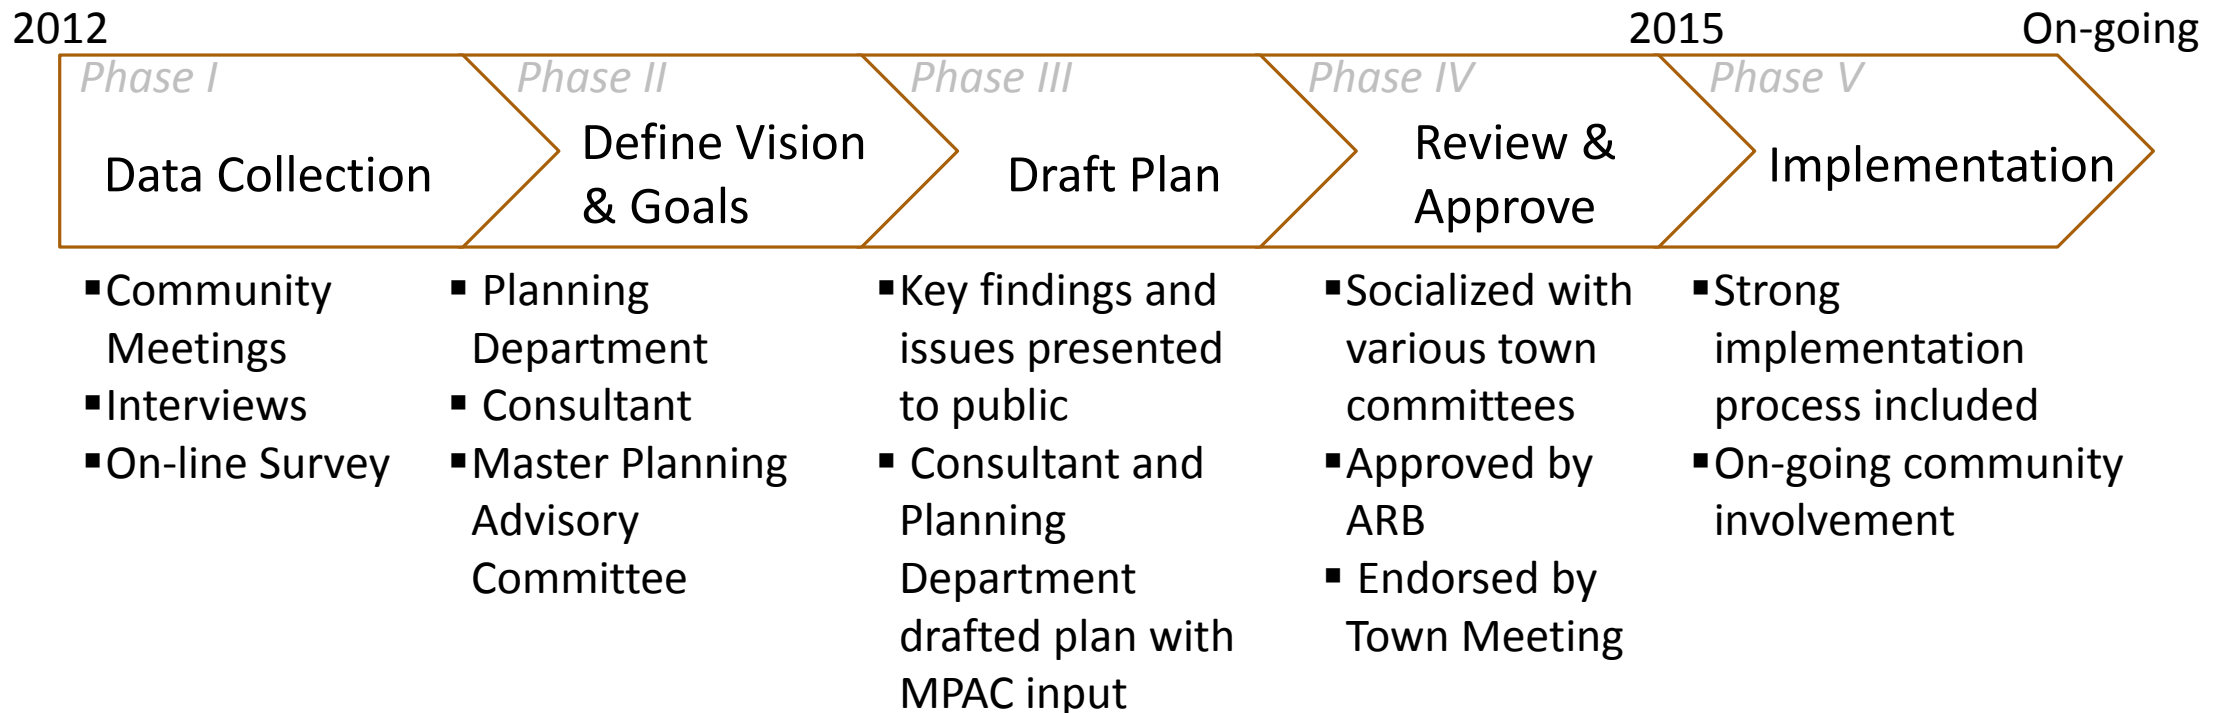 2012
2015
On-going
Phase I
Data Collection
Phase II
Define Vision
& Goals
Phase III
Draft Plan
Phase IV
Review &
Approve
Phase V
Implementation
▪Community
Meetings
▪Interviews
▪On-line Survey
▪ Planning
Department
▪ Consultant
▪Master Planning
Advisory
Committee
▪Key findings and
issues presented
to public
▪ Consultant and
Planning
Department
drafted plan with
MPAC input
▪Socialized with
various town
committees
▪Approved by
ARB
▪ Endorsed by
Town Meeting
▪Strong
implementation
process included
▪On-going community
involvement